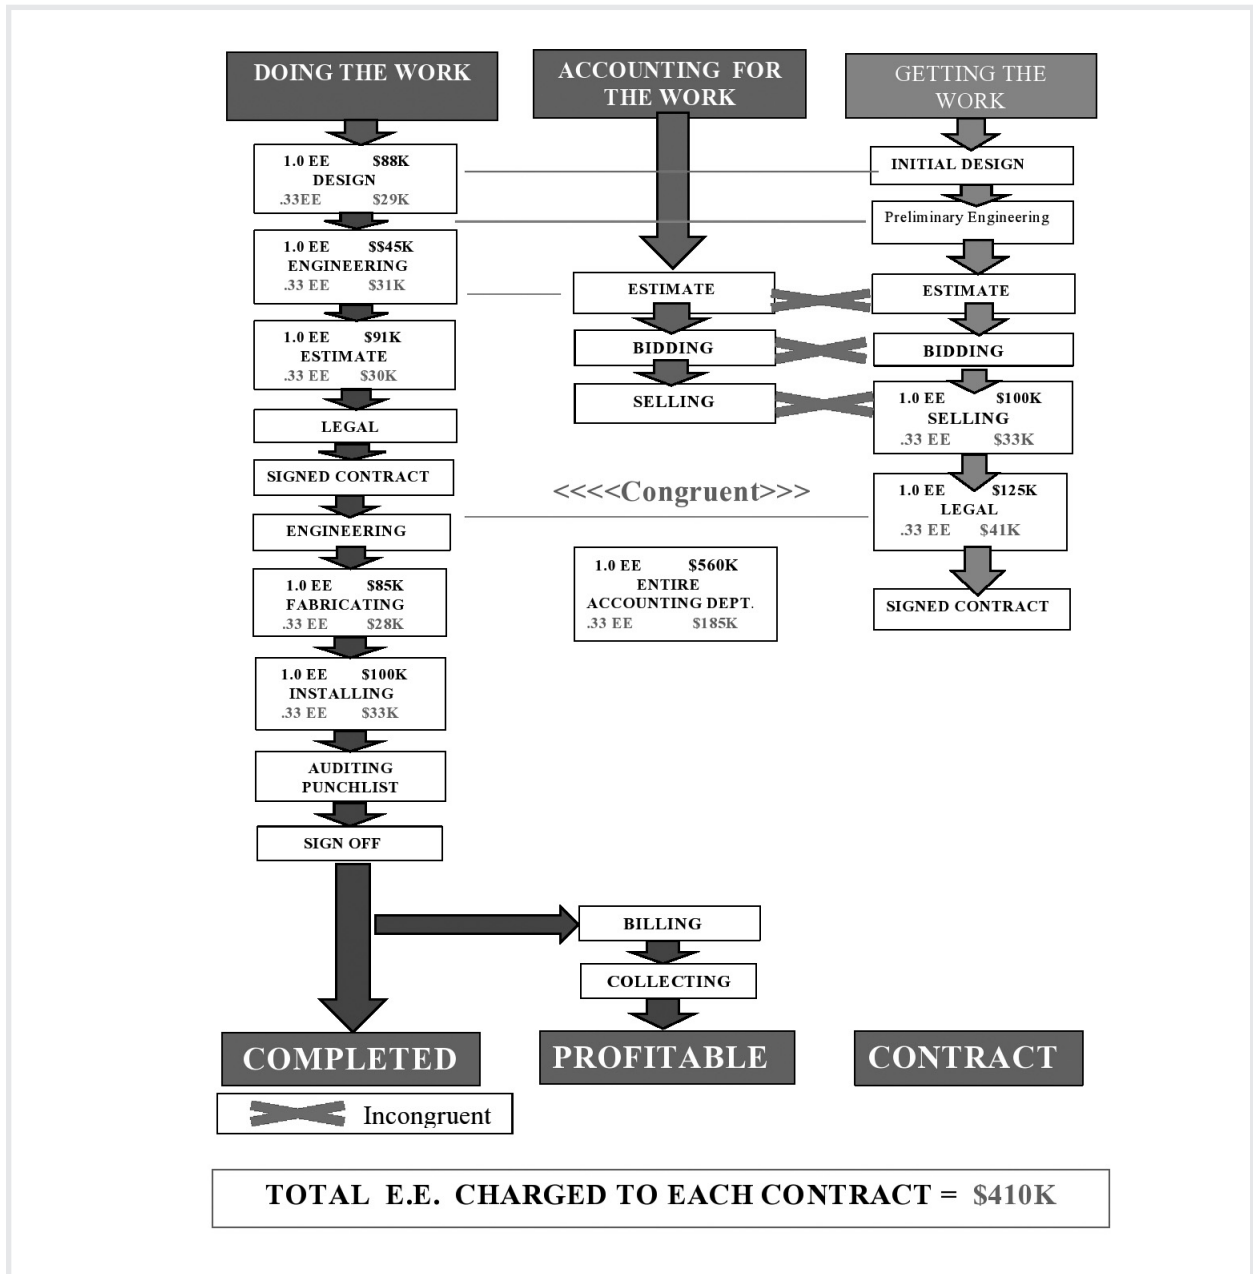 DOING THE WORK
1.0 EE $88K
DESIGN
.33EE $29K
1.0 EE $$45K
ENGINEERING
.33 EE $31K
1.0 EE $91K
ESTIMATE
.33 EE $30K
LEGAL
SIGNED CONTRACT
ENGINEERING
1.0 EE $85K
FABRICATING
.33 EE $28K
1.0 EE $100K
INSTALLING
.33 EE $33K
AUDITING
PUNCHLIST
SIGN OFF
COMPLETED
ACCOUNTING FOR
THE WORK
ESTIMATE
BIDDING
SELLING
<<<<Congruent>>>
1.0 EE $560K
ENTIRE
ACCOUNTING DEPT.
.33 EE $185K
BILLING
COLLECTING
PROFITABLE
GETTING THE
WORK
INITIAL DESIGN
Preliminary Engineering
ESTIMATE
BIDDING
1.0 EE $100K
SELLING
.33 EE $33K
1.0 EE $125K
LEGAL
.33 EE $41K
SIGNED CONTRACT
CONTRACT
Incongruent
TOTAL E.E. CHARGED TO EACH CONTRACT = $410K